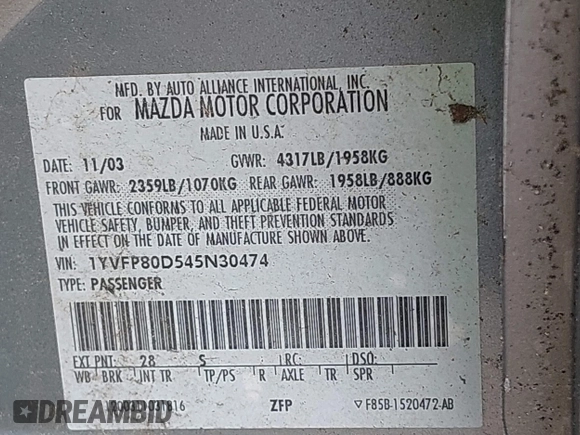 MFD. BY AUTO ALLIANCE INTERNATIONAL, INC.
FOR MAZDA MOTOR CORPORATION
MADE IN U.S.A.
DATE: 11/03 GVWR: 4317LB/1958KG
FRONT GAWR: 2359LB/1070KG REAR GAWR: 1958LB/888KG
THIS VEHICLE CONFORMS TO ALL APPLICABLE FEDERAL MOTOR
VEHICLE SAFETY, BUMPER, AND THEFT PREVENTION STANDARDS
IN EFFECT ON THE DATE OF MANUFACTURE SHOWN ABOVE.
VIN: 1YVFP80D545N30474
TYPE: PASSENGER
EXT PNT: 28 S RC: DSO:
WB BRK INT TR TP/PS R AXLE TR SPR
ZFP ▽ F85B-1520472-AB
DREAMBID